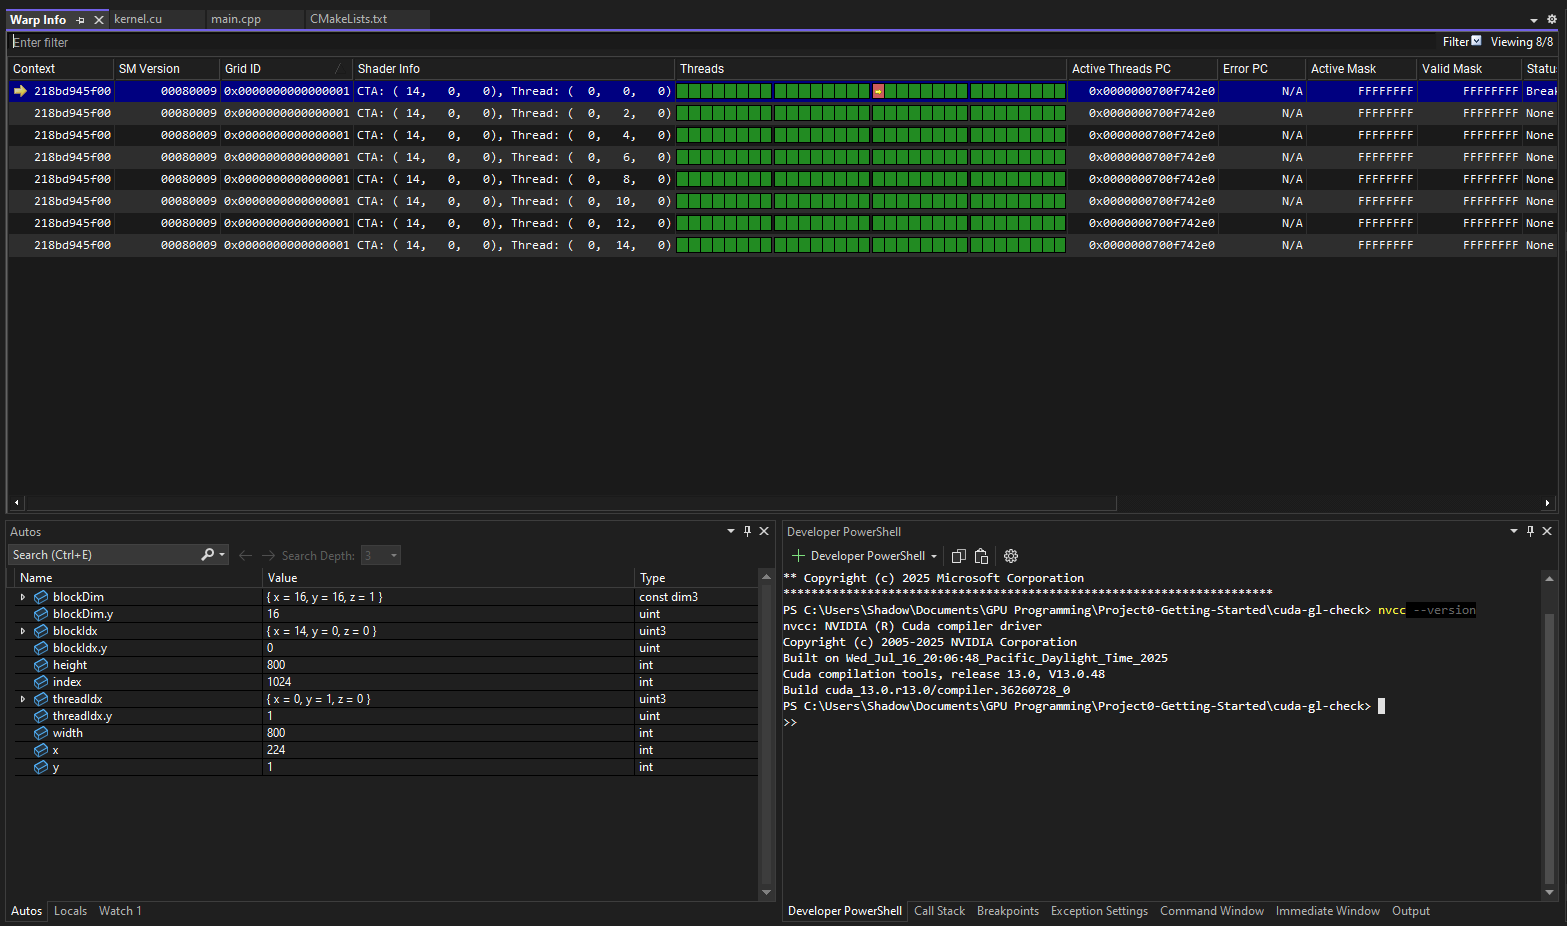 Warp Info kernel.cu main.cpp CMakeLists.txt
Enter filter Filter Viewing 8/8
Context SM Version Grid ID Shader Info Threads Active Threads PC Error PC Active Mask Valid Mask Statu
218bd945f00 00080009 0x0000000000000001 CTA: ( 14, 0, 0), Thread: ( 0, 0, 0) 0x0000000700f742e0 N/A FFFFFFFF FFFFFFFF Break
218bd945f00 00080009 0x0000000000000001 CTA: ( 14, 0, 0), Thread: ( 0, 2, 0) 0x0000000700f742e0 N/A FFFFFFFF FFFFFFFF None
218bd945f00 00080009 0x0000000000000001 CTA: ( 14, 0, 0), Thread: ( 0, 4, 0) 0x0000000700f742e0 N/A FFFFFFFF FFFFFFFF None
218bd945f00 00080009 0x0000000000000001 CTA: ( 14, 0, 0), Thread: ( 0, 6, 0) 0x0000000700f742e0 N/A FFFFFFFF FFFFFFFF None
218bd945f00 00080009 0x0000000000000001 CTA: ( 14, 0, 0), Thread: ( 0, 8, 0) 0x0000000700f742e0 N/A FFFFFFFF FFFFFFFF None
218bd945f00 00080009 0x0000000000000001 CTA: ( 14, 0, 0), Thread: ( 0, 10, 0) 0x0000000700f742e0 N/A FFFFFFFF FFFFFFFF None
218bd945f00 00080009 0x0000000000000001 CTA: ( 14, 0, 0), Thread: ( 0, 12, 0) 0x0000000700f742e0 N/A FFFFFFFF FFFFFFFF None
218bd945f00 00080009 0x0000000000000001 CTA: ( 14, 0, 0), Thread: ( 0, 14, 0) 0x0000000700f742e0 N/A FFFFFFFF FFFFFFFF None
Autos
Search (Ctrl+E) Search Depth: 3
Name Value Type
blockDim { x = 16, y = 16, z = 1 } const dim3
blockDim.y 16 uint
blockIdx { x = 14, y = 0, z = 0 } uint3
blockIdx.y 0 uint
height 800 int
index 1024 int
threadIdx { x = 0, y = 1, z = 0 } uint3
threadIdx.y 1 uint
width 800 int
x 224 int
y 1 int
Autos Locals Watch 1
Developer PowerShell
Developer PowerShell
** Copyright (c) 2025 Microsoft Corporation
**********************************************************************
PS C:\Users\Shadow\Documents\GPU Programming\Project0-Getting-Started\cuda-gl-check> nvcc --version
nvcc: NVIDIA (R) Cuda compiler driver
Copyright (c) 2005-2025 NVIDIA Corporation
Built on Wed_Jul_16_20:06:48_Pacific_Daylight_Time_2025
Cuda compilation tools, release 13.0, V13.0.48
Build cuda_13.0.r13.0/compiler.36260728_0
PS C:\Users\Shadow\Documents\GPU Programming\Project0-Getting-Started\cuda-gl-check>
>>
Developer PowerShell Call Stack Breakpoints Exception Settings Command Window Immediate Window Output